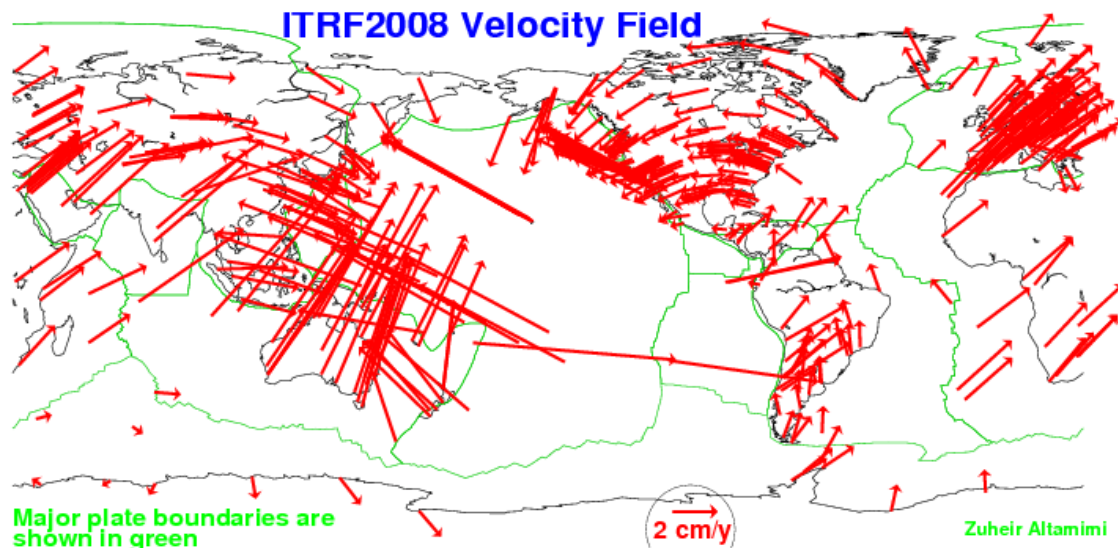 ITRF2008 Velocity Field
Major plate boundaries are
shown in green
2 cm/y
Zuheir Altamimi